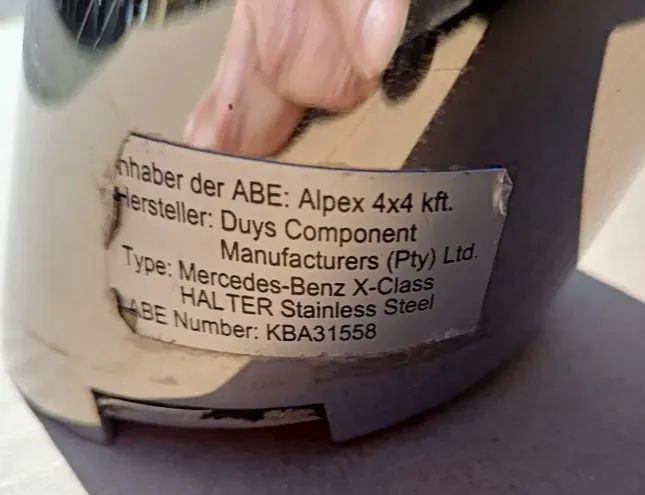 nhaber der ABE: Alpex 4x4 kft.
Hersteller: Duys Component
Manufacturers (Pty) Ltd.
Type: Mercedes-Benz X-Class
HALTER Stainless Steel
ABE Number: KBA31558